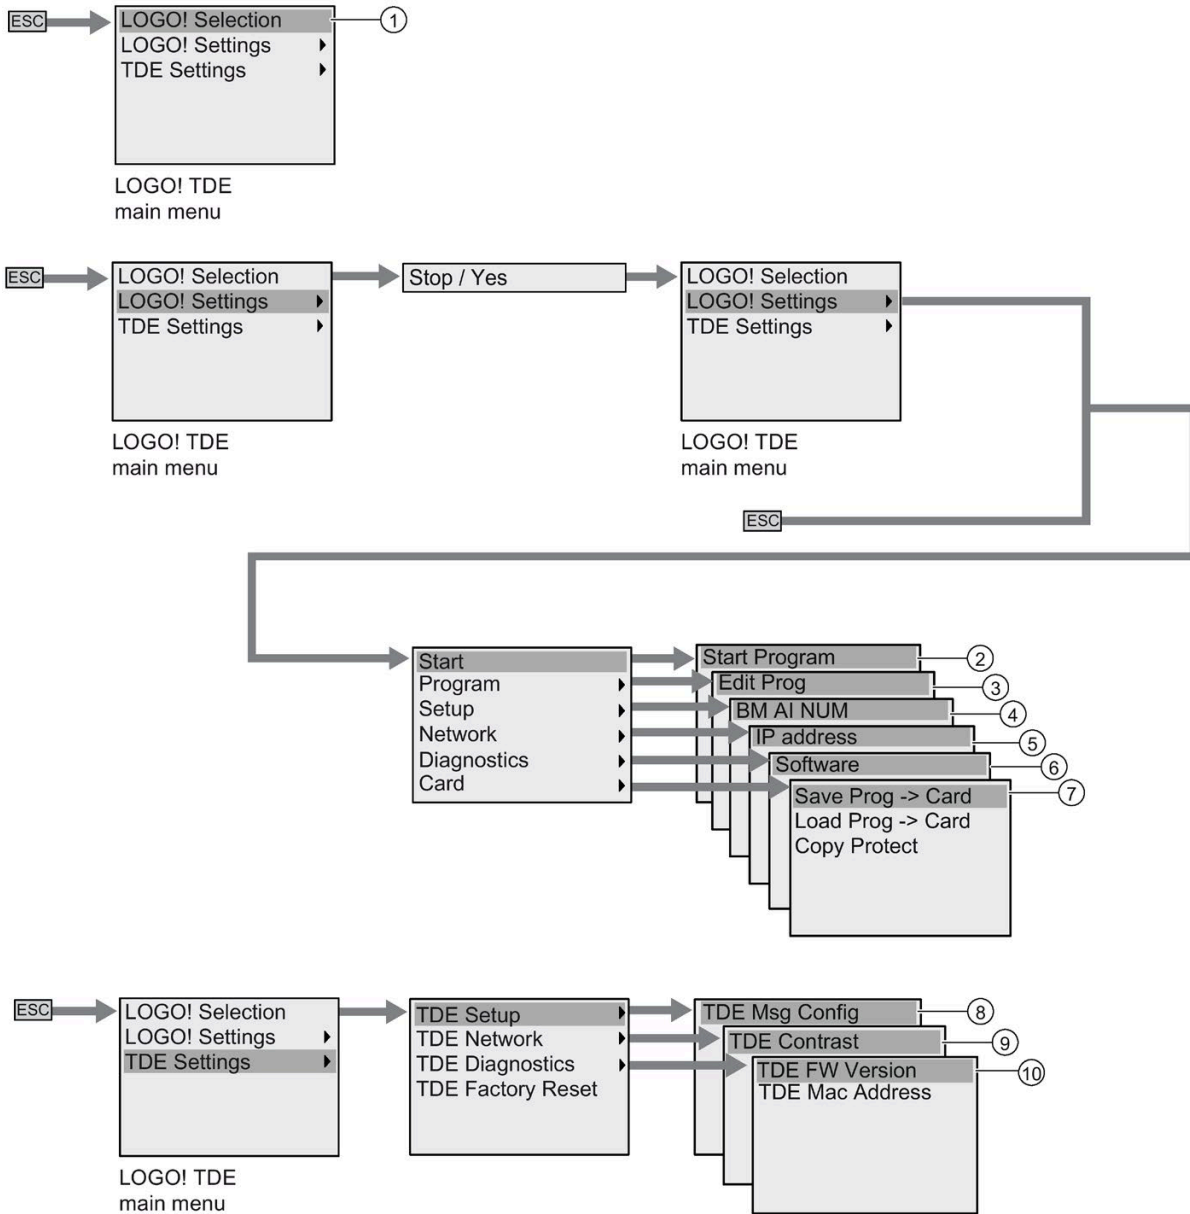 ESC
LOGO! Selection
①
LOGO! Settings
TDE Settings
LOGO! TDE
main menu
ESC
LOGO! Selection
LOGO! Settings
TDE Settings
LOGO! TDE
main menu
Stop / Yes
LOGO! Selection
LOGO! Settings
TDE Settings
LOGO! TDE
main menu
ESC
Start
Program
Setup
Network
Diagnostics
Card
Start Program
②
Edit Prog
③
BM AI NUM
④
IP address
⑤
Software
⑥
Save Prog -> Card
⑦
Load Prog -> Card
Copy Protect
ESC
LOGO! Selection
LOGO! Settings
TDE Settings
LOGO! TDE
main menu
TDE Setup
TDE Network
TDE Diagnostics
TDE Factory Reset
TDE Msg Config
⑧
TDE Contrast
⑨
TDE FW Version
⑩
TDE Mac Address